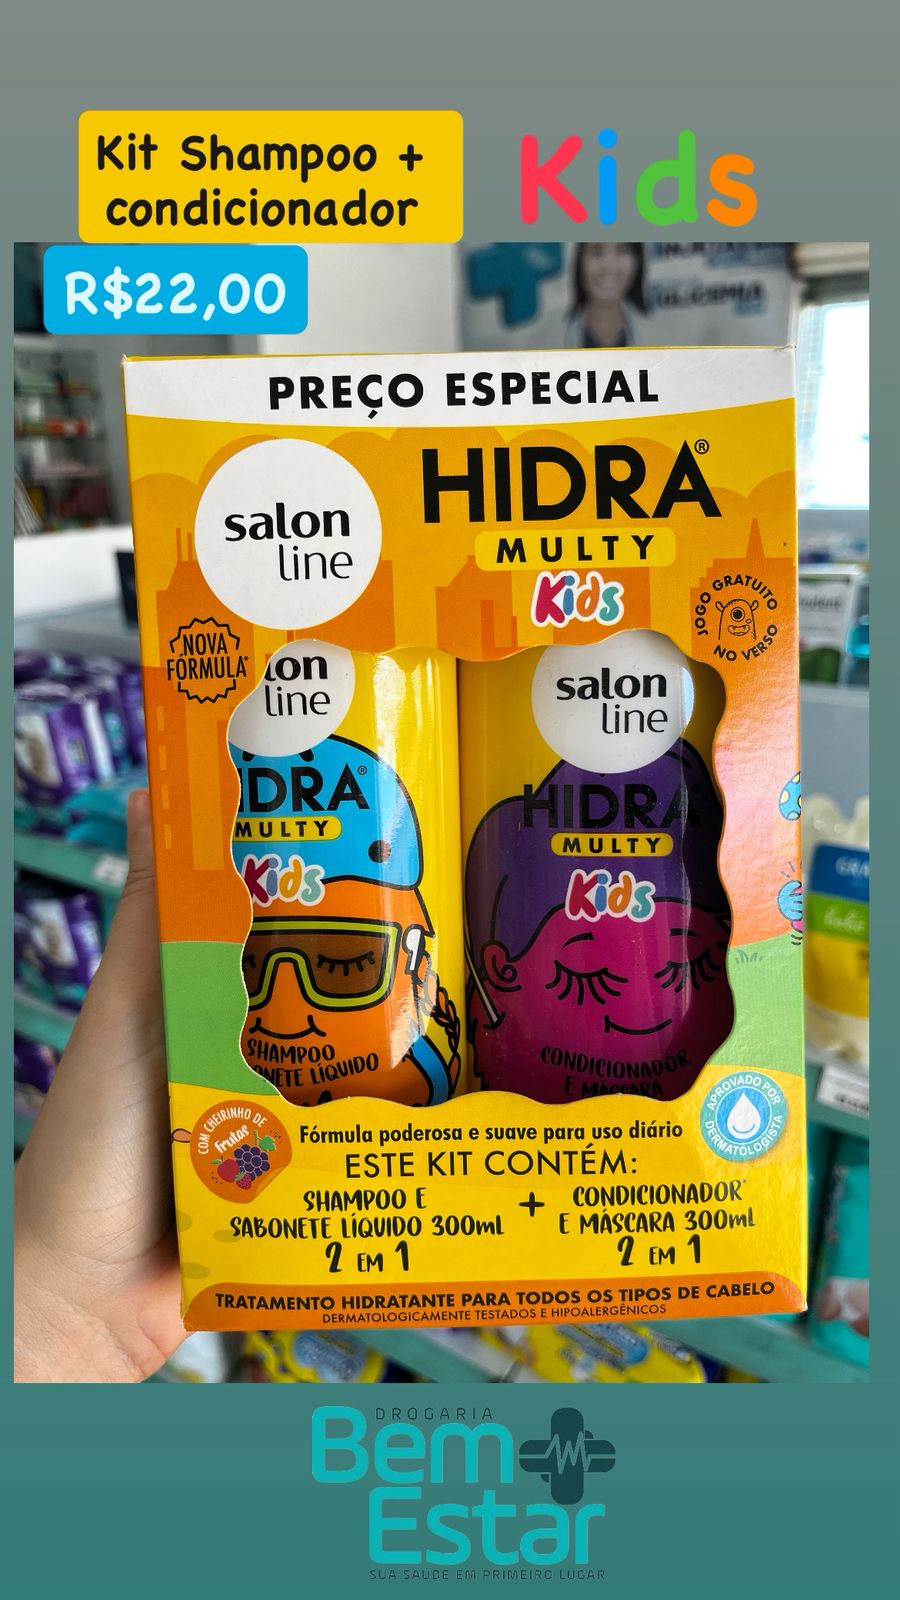 Kit Shampoo +
condicionador
Kids
R$22,00
GLICEMIA
PREÇO ESPECIAL
salon
line
HIDRA®
MULTY
Kids
NOVA
FÓRMULA*
JOGO GRATUITO
NO VERSO
lon
line
IDRA®
MULTY
Kids
SHAMPOO
ONETE LÍQUIDO
salon
line
HIDRA
MULTY
Kids
CONDICIONADOR
E MÁSCARA
COM CHEIRINHO DE
frutas
APROVADO POR
DERMATOLOGISTA
Fórmula poderosa e suave para uso diário
ESTE KIT CONTÉM:
SHAMPOO E
SABONETE LÍQUIDO 300mL
2 EM 1
+
CONDICIONADOR*
E MÁSCARA 300mL
2 EM 1
TRATAMENTO HIDRATANTE PARA TODOS OS TIPOS DE CABELO
DERMATOLOGICAMENTE TESTADOS E HIPOALERGÊNICOS
DROGARIA
Bem
Estar
SUA SAÚDE EM PRIMEIRO LUGAR